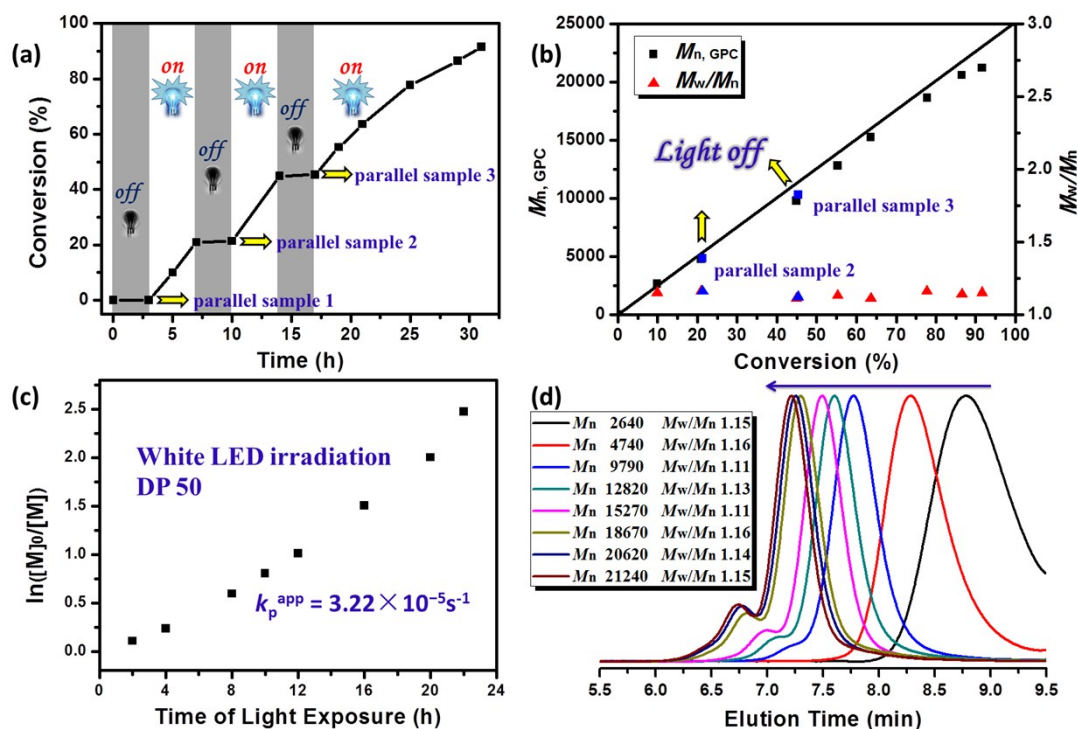 (a)
100
80
60
40
20
0
Conversion (%)
on
on
on
off
off
off
parallel sample 3
parallel sample 2
parallel sample 1
0
5
10
15
20
25
30
Time (h)
(b)
25000
20000
15000
10000
5000
0
Mn, GPC
Mn, GPC
Mw/Mn
Light off
parallel sample 3
parallel sample 2
3.0
2.5
2.0
1.5
1.0
Mw/Mn
0 10 20 30 40 50 60 70 80 90 100
Conversion (%)
(c)
2.5
2.0
1.5
1.0
0.5
0.0
ln([M]0/[M])
White LED irradiation
DP 50
kp^app = 3.22×10⁻⁵s⁻¹
0 4 8 12 16 20 24
Time of Light Exposure (h)
(d)
Mn 2640 Mw/Mn 1.15
Mn 4740 Mw/Mn 1.16
Mn 9790 Mw/Mn 1.11
Mn 12820 Mw/Mn 1.13
Mn 15270 Mw/Mn 1.11
Mn 18670 Mw/Mn 1.16
Mn 20620 Mw/Mn 1.14
Mn 21240 Mw/Mn 1.15
5.5 6.0 6.5 7.0 7.5 8.0 8.5 9.0 9.5
Elution Time (min)